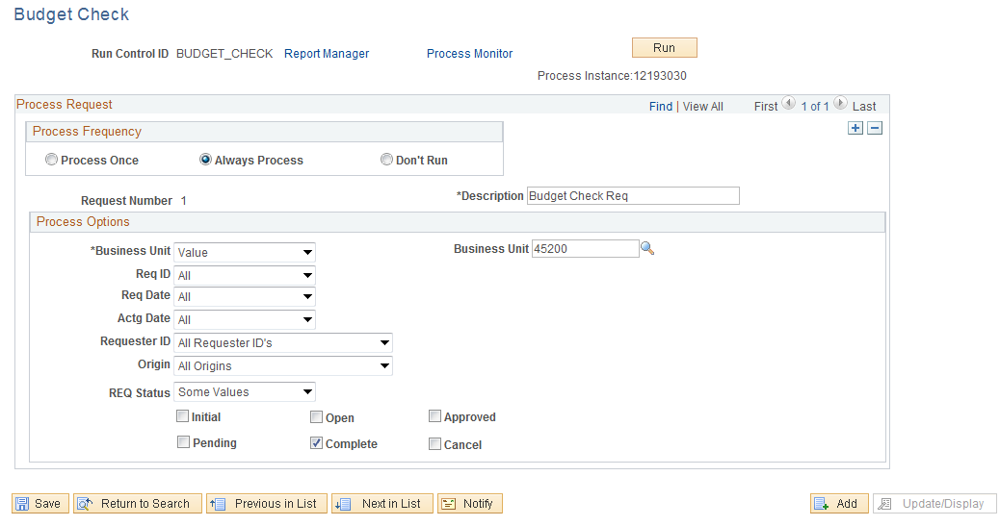 Budget Check
Run Control ID BUDGET_CHECK Report Manager Process Monitor Run
Process Instance:12193030
Process Request Find | View All First 1 of 1 Last
Process Frequency
Process Once Always Process Don't Run
Request Number 1 *Description Budget Check Req
Process Options
*Business Unit Value Business Unit 45200
Req ID All
Req Date All
Actg Date All
Requester ID All Requester ID's
Origin All Origins
REQ Status Some Values
Initial Open Approved
Pending Complete Cancel
Save Return to Search Previous in List Next in List Notify Add Update/Display